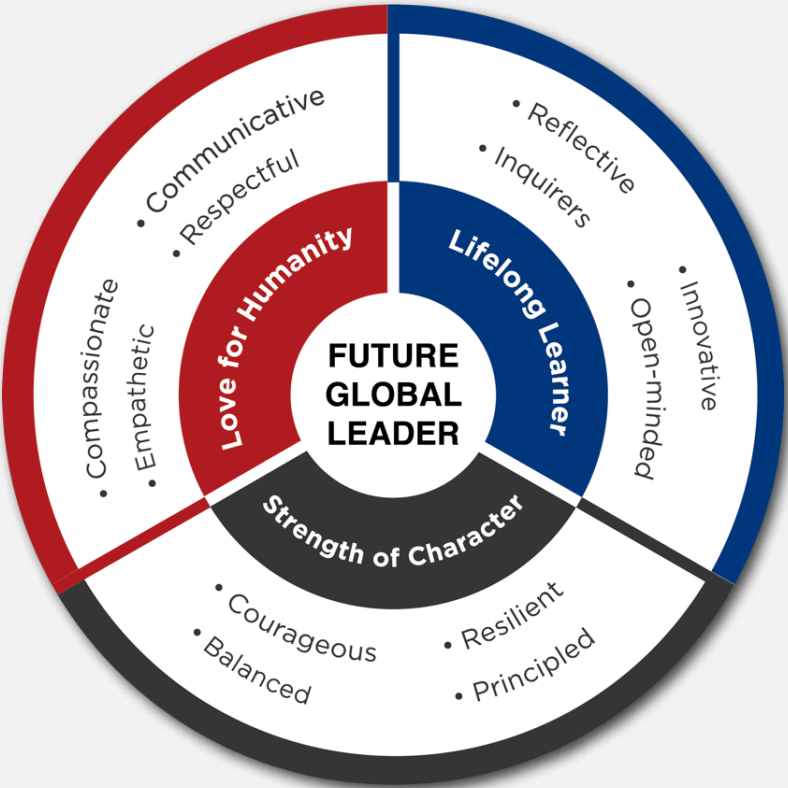 FUTURE
GLOBAL
LEADER
Love for Humanity
• Communicative
• Respectful
• Compassionate
• Empathetic
Lifelong Learner
• Reflective
• Inquirers
• Innovative
• Open-minded
Strength of Character
• Courageous
• Balanced
• Resilient
• Principled